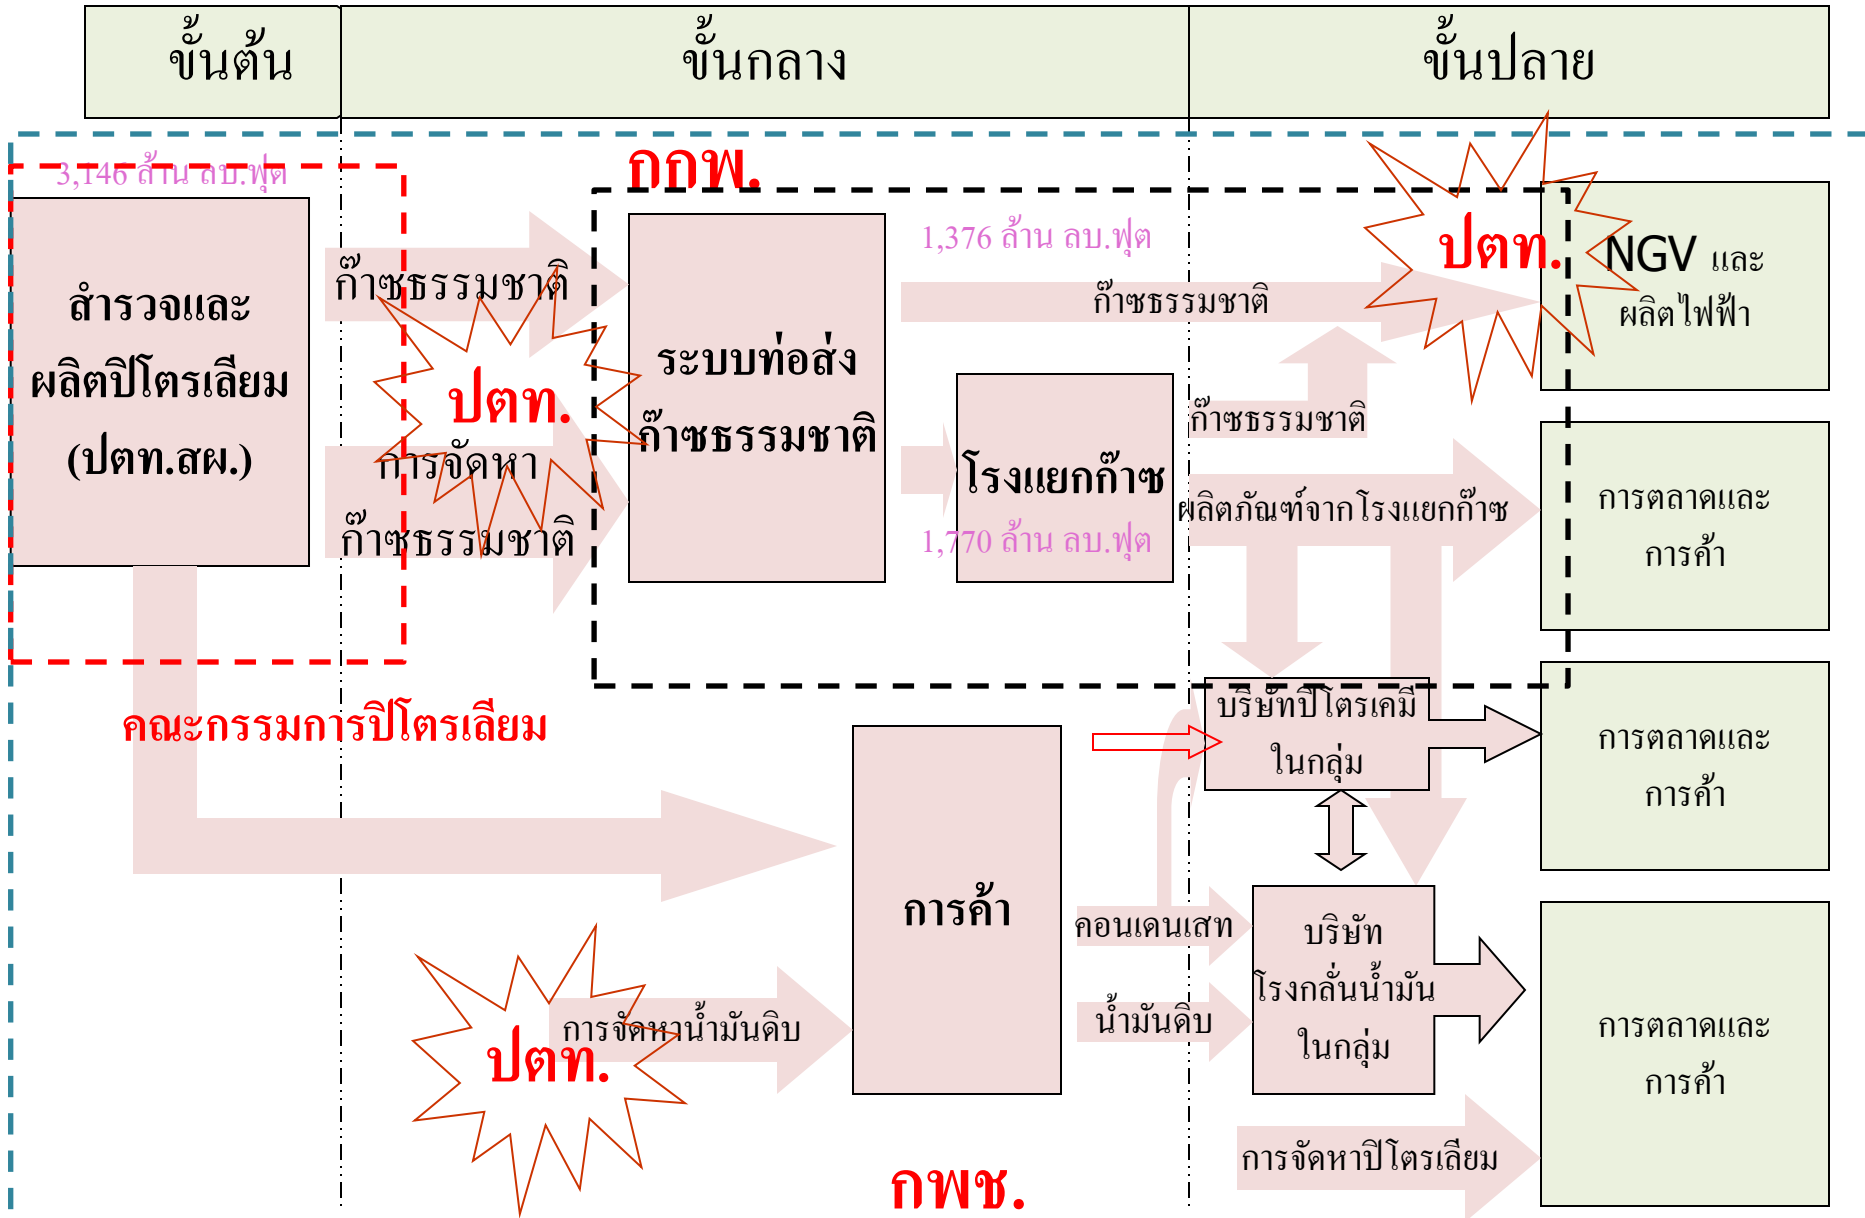 ขั้นต้น
ขั้นกลาง
ขั้นปลาย
3,146 ล้าน ลบ.ฟุต
กกพ.
สำรวจและ
ผลิตปิโตรเลียม
(ปตท.สผ.)
ก๊าซธรรมชาติ
ปตท.
การจัดหา
ก๊าซธรรมชาติ
ระบบท่อส่ง
ก๊าซธรรมชาติ
1,376 ล้าน ลบ.ฟุต
ก๊าซธรรมชาติ
ปตท.
NGV และ
ผลิตไฟฟ้า
โรงแยกก๊าซ
1,770 ล้าน ลบ.ฟุต
ก๊าซธรรมชาติ
ผลิตภัณฑ์จากโรงแยกก๊าซ
การตลาดและ
การค้า
คณะกรรมการปิโตรเลียม
บริษัทปิโตรเคมี
ในกลุ่ม
การตลาดและ
การค้า
การค้า
คอนเดนเสท
น้ำมันดิบ
บริษัท
โรงกลั่นน้ำมัน
ในกลุ่ม
การตลาดและ
การค้า
การจัดหาน้ำมันดิบ
ปตท.
การจัดหาปิโตรเลียม
กพช.